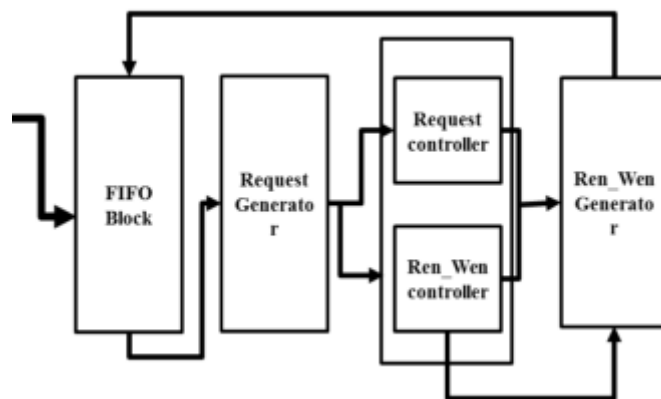 FIFO
Block
Request
Generato
r
Request
controller
Ren_Wen
controller
Ren_Wen
Generato
r